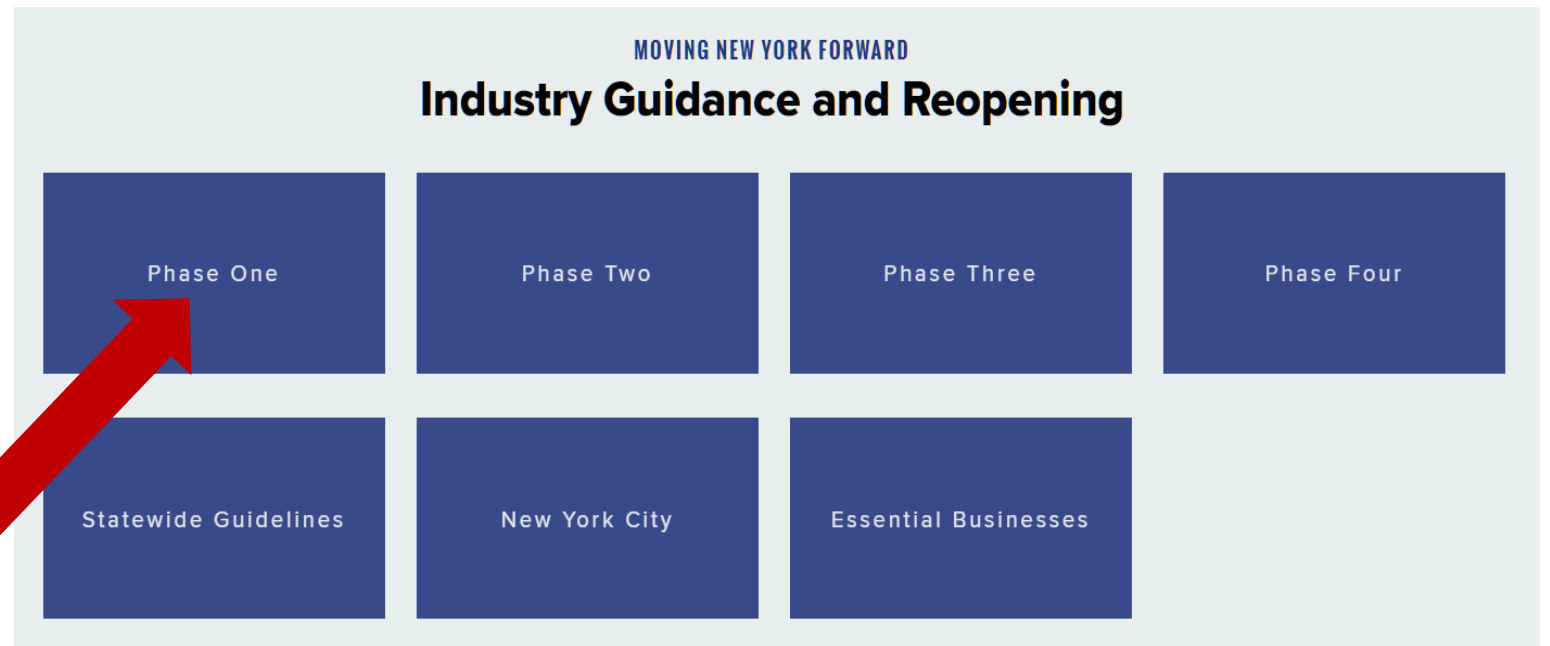 MOVING NEW YORK FORWARD
Industry Guidance and Reopening
Phase One
Phase Two
Phase Three
Phase Four
Statewide Guidelines
New York City
Essential Businesses